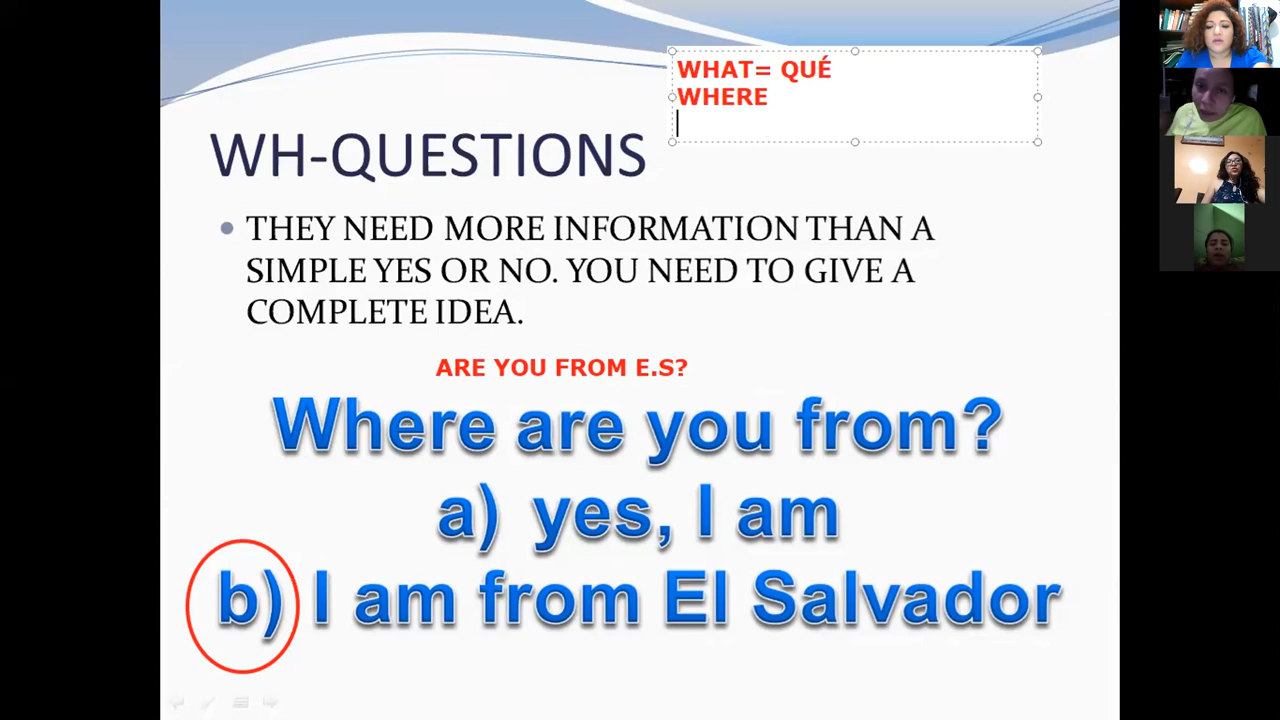 WHAT= QUÉ
WHERE
WH-QUESTIONS
• THEY NEED MORE INFORMATION THAN A
SIMPLE YES OR NO. YOU NEED TO GIVE A
COMPLETE IDEA.
ARE YOU FROM E.S?
Where are you from?
a) yes, I am
b) I am from El Salvador